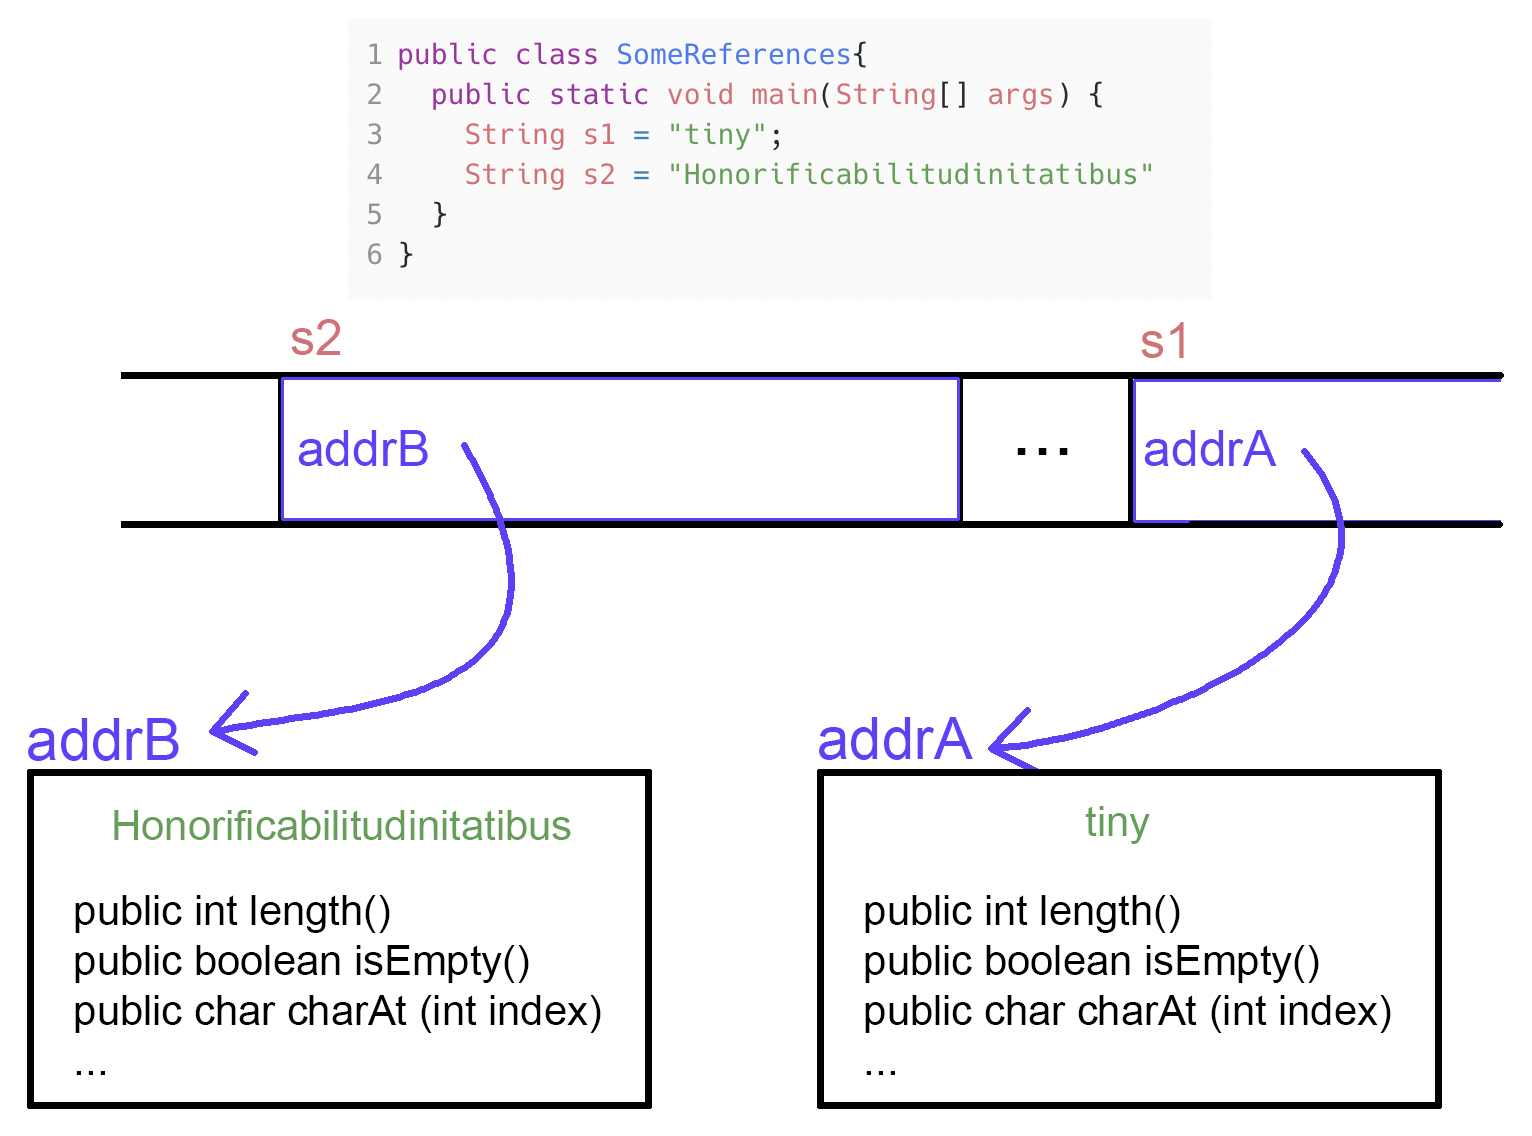 1 public class SomeReferences{
2 public static void main(String[] args) {
3 String s1 = "tiny";
4 String s2 = "Honorificabilitudinitatibus"
5 }
6 }
s2
s1
addrB
...
addrA
addrB
addrA
Honorificabilitudinitatibus
public int length()
public boolean isEmpty()
public char charAt (int index)
...
tiny
public int length()
public boolean isEmpty()
public char charAt (int index)
...